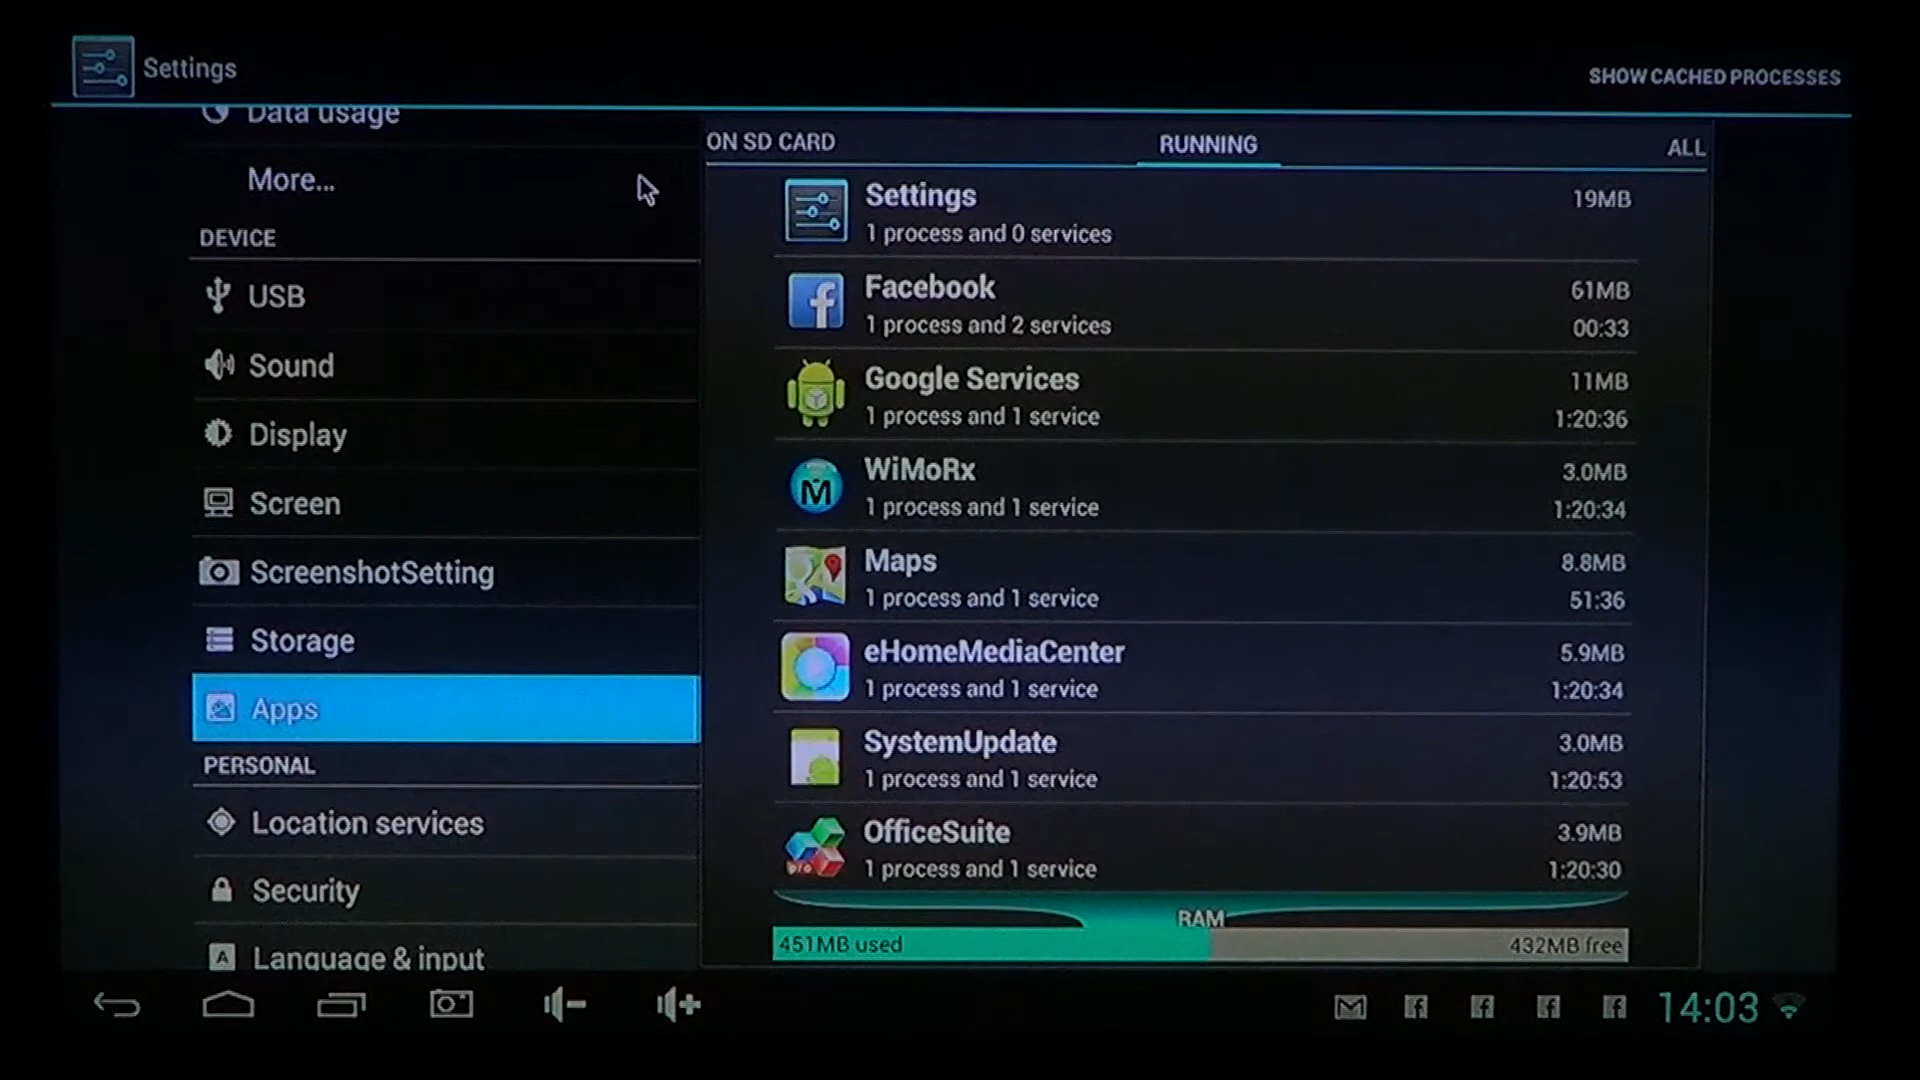 Settings
SHOW CACHED PROCESSES
Data usage
More...
DEVICE
USB
Sound
Display
Screen
ScreenshotSetting
Storage
Apps
PERSONAL
Location services
Security
A Language & input
ON SD CARD
RUNNING
ALL
Settings
19MB
1 process and 0 services
Facebook
61MB
1 process and 2 services
00:33
Google Services
11MB
1 process and 1 service
1:20:36
WiMoRx
3.0MB
1 process and 1 service
1:20:34
Maps
8.8MB
1 process and 1 service
51:36
eHomeMediaCenter
5.9MB
1 process and 1 service
1:20:34
SystemUpdate
3.0MB
1 process and 1 service
1:20:53
OfficeSuite
3.9MB
1 process and 1 service
1:20:30
RAM
451MB used
432MB free
14:03